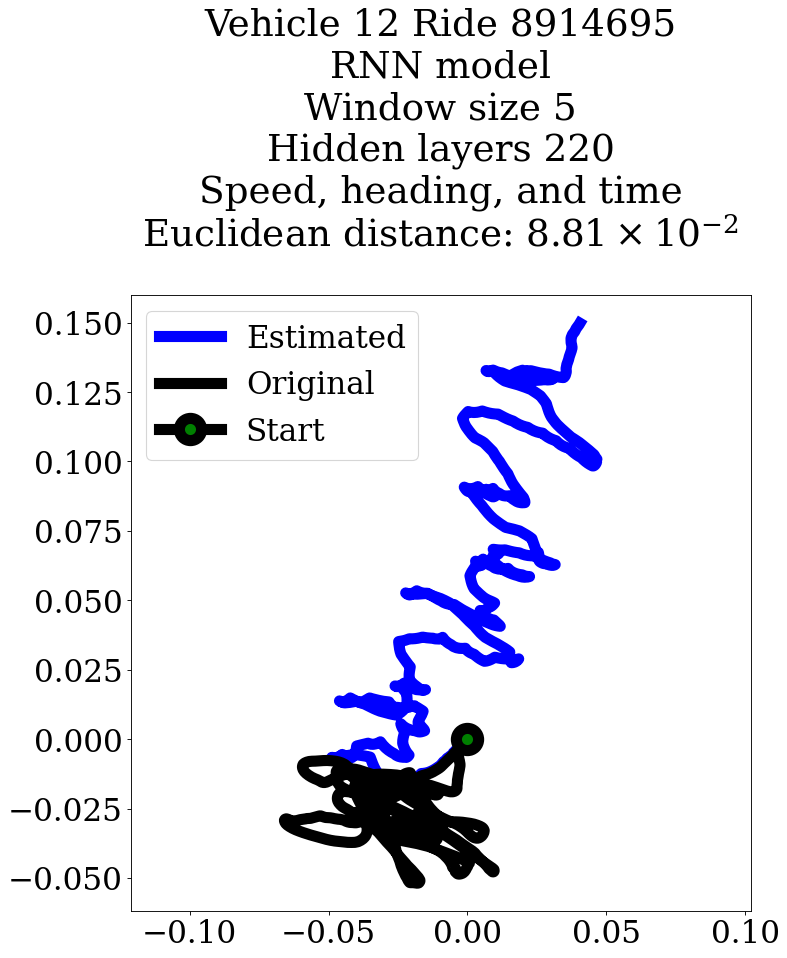 Vehicle 12 Ride 8914695
RNN model
Window size 5
Hidden layers 220
Speed, heading, and time
Euclidean distance: 8.81 × 10⁻²
Estimated
Original
Start
0.150
0.125
0.100
0.075
0.050
0.025
0.000
−0.025
−0.050
−0.10 −0.05 0.00 0.05 0.10